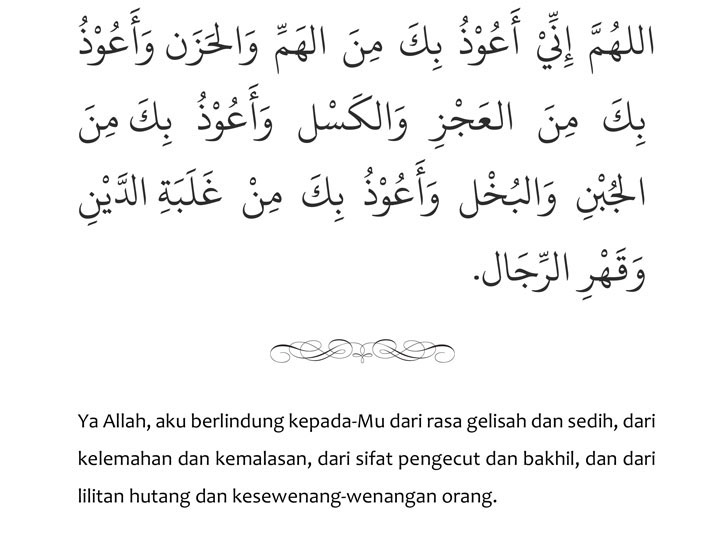 اللهُمَّ إِنِّيْ أَعُوْذُ بِكَ مِنَ الهَمِّ وَالحَزَن وَأَعُوْذُ
بِكَ مِنَ العَجْزِ وَالكَسْل وَأَعُوْذُ بِكَ مِنَ
الجُبْنِ وَالبُخْل وَأَعُوْذُ بِكَ مِنْ غَلَبَةِ الدَّيْنِ
وَقَهْرِ الرِّجَال.
Ya Allah, aku berlindung kepada-Mu dari rasa gelisah dan sedih, dari
kelemahan dan kemalasan, dari sifat pengecut dan bakhil, dan dari
lilitan hutang dan kesewenang-wenangan orang.